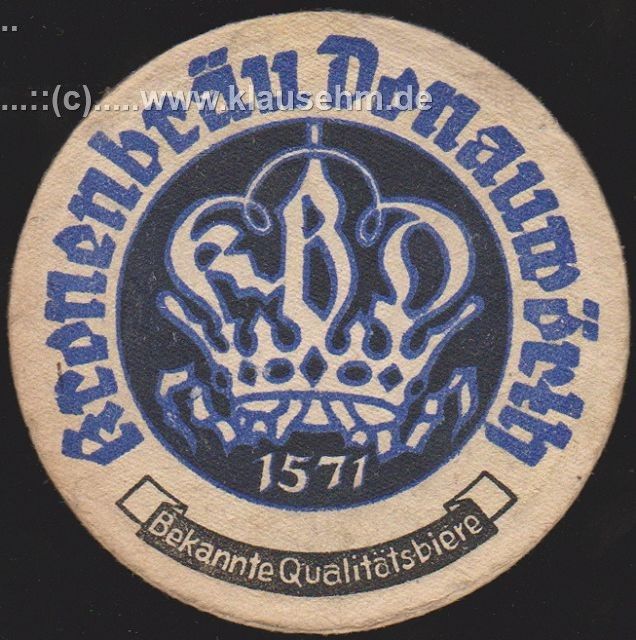 ..
...::(c).....www.klausehm.de
Kronenbräu Donauwörth
KBD
1571
Bekannte Qualitätsbiere